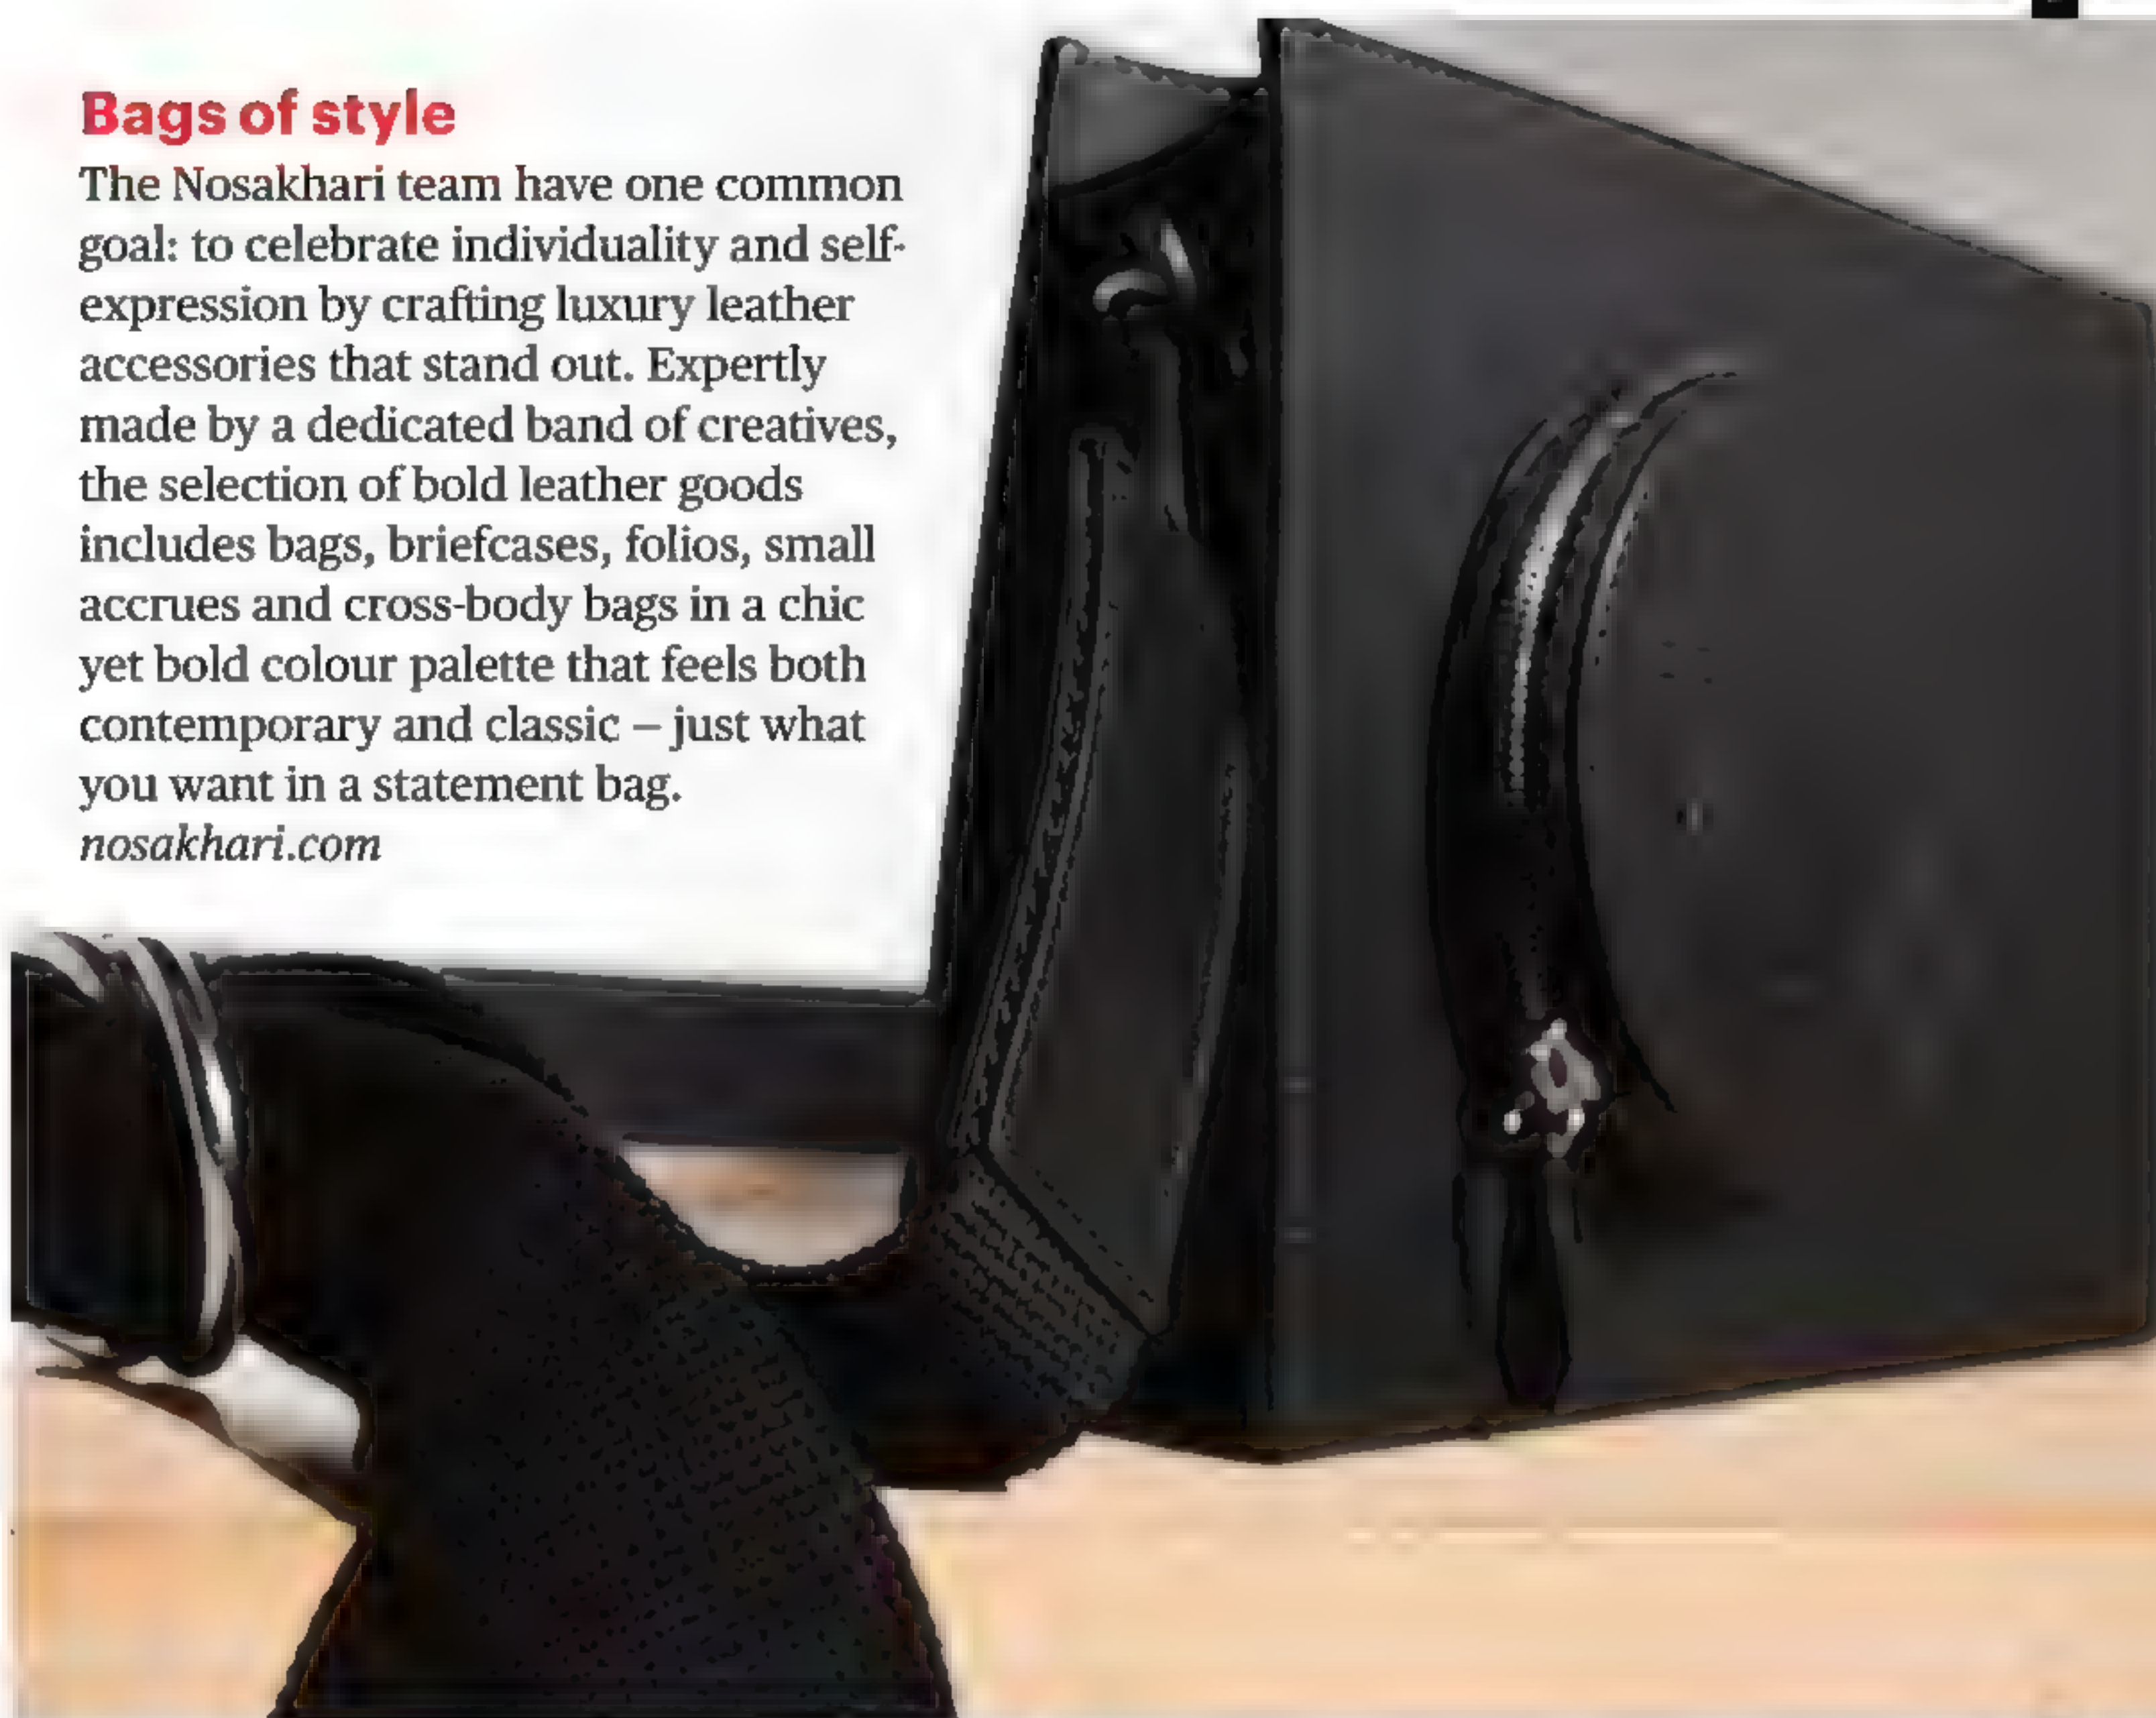 Bags of style
The Nosakhari team have one common
goal: to celebrate individuality and self-
expression by crafting luxury leather
accessories that stand out. Expertly
made by a dedicated band of creatives,
the selection of bold leather goods
includes bags, briefcases, folios, small
accrues and cross-body bags in a chic
yet bold colour palette that feels both
contemporary and classic – just what
you want in a statement bag.
nosakhari.com